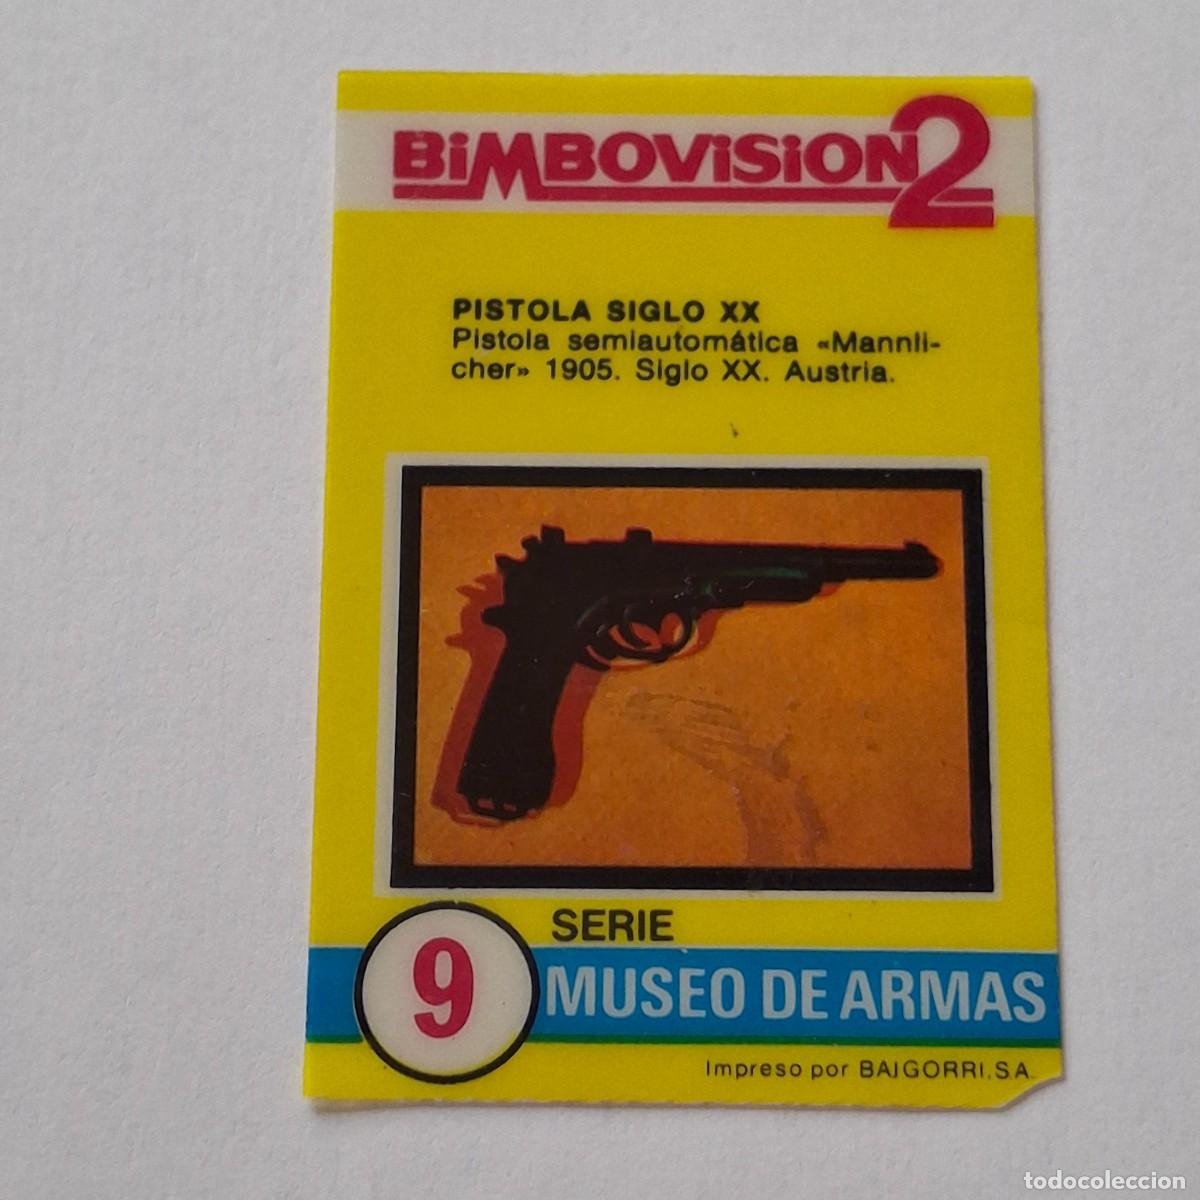 BiMBOViSiON2
PISTOLA SIGLO XX
Pistola semiautomática «Mannli-
cher» 1905. Siglo XX. Austria.
SERIE
9
MUSEO DE ARMAS
Impreso por BAIGORRI, S.A.
todocoleccion